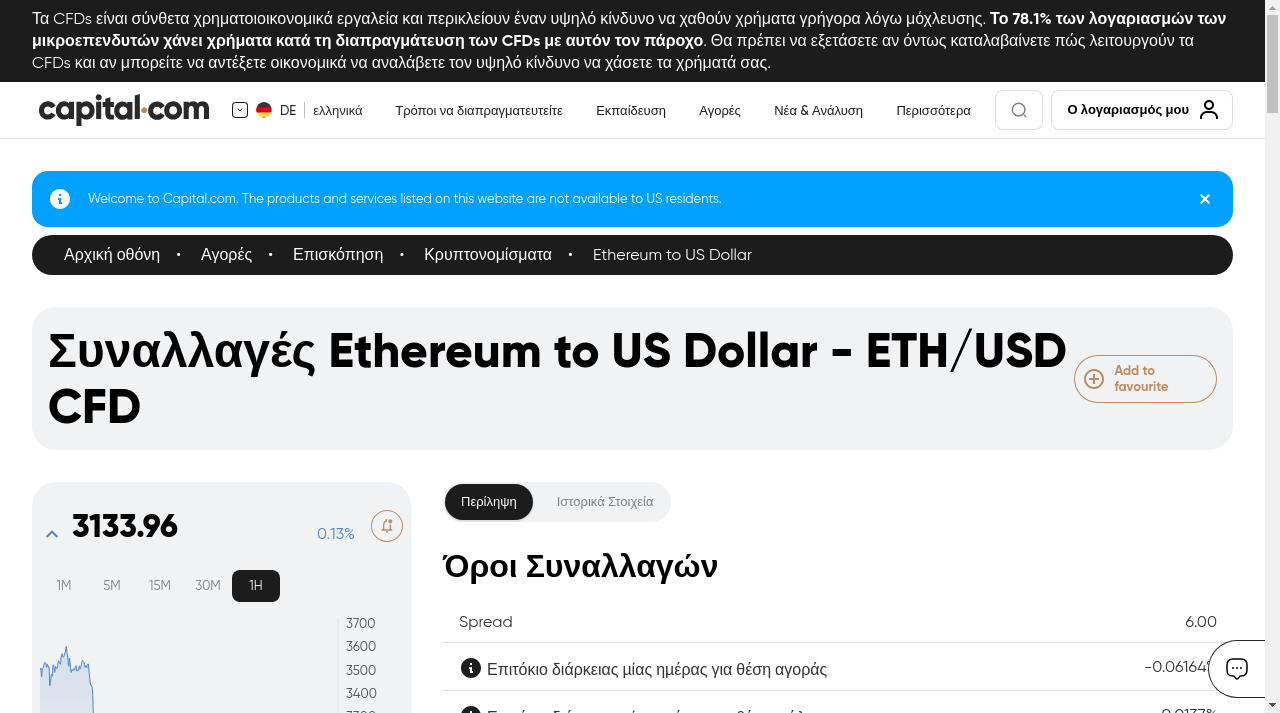 Τα CFDs είναι σύνθετα χρηματοιοικονομικά εργαλεία και περικλείουν έναν υψηλό κίνδυνο να χαθούν χρήματα γρήγορα λόγω μόχλευσης. Το 78.1% των λογαριασμών των
μικροεπενδυτών χάνει χρήματα κατά τη διαπραγμάτευση των CFDs με αυτόν τον πάροχο. Θα πρέπει να εξετάσετε αν όντως καταλαβαίνετε πώς λειτουργούν τα
CFDs και αν μπορείτε να αντέξετε οικονομικά να αναλάβετε τον υψηλό κίνδυνο να χάσετε τα χρήματά σας.
capital.com DE ελληνικά Τρόποι να διαπραγματευτείτε Εκπαίδευση Αγορές Νέα & Ανάλυση Περισσότερα Ο λογαριασμός μου
Welcome to Capital.com. The products and services listed on this website are not available to US residents.
Αρχική οθόνη • Αγορές • Επισκόπηση • Κρυπτονομίσματα • Ethereum to US Dollar
Συναλλαγές Ethereum to US Dollar - ETH/USD
CFD
Add to
favourite
3133.96 0.13%
1M 5M 15M 30M 1H
3700
3600
3500
3400
Περίληψη Ιστορικά Στοιχεία
Όροι Συναλλαγών
Spread 6.00
Επιτόκιο διάρκειας μίας ημέρας για θέση αγοράς -0.06164